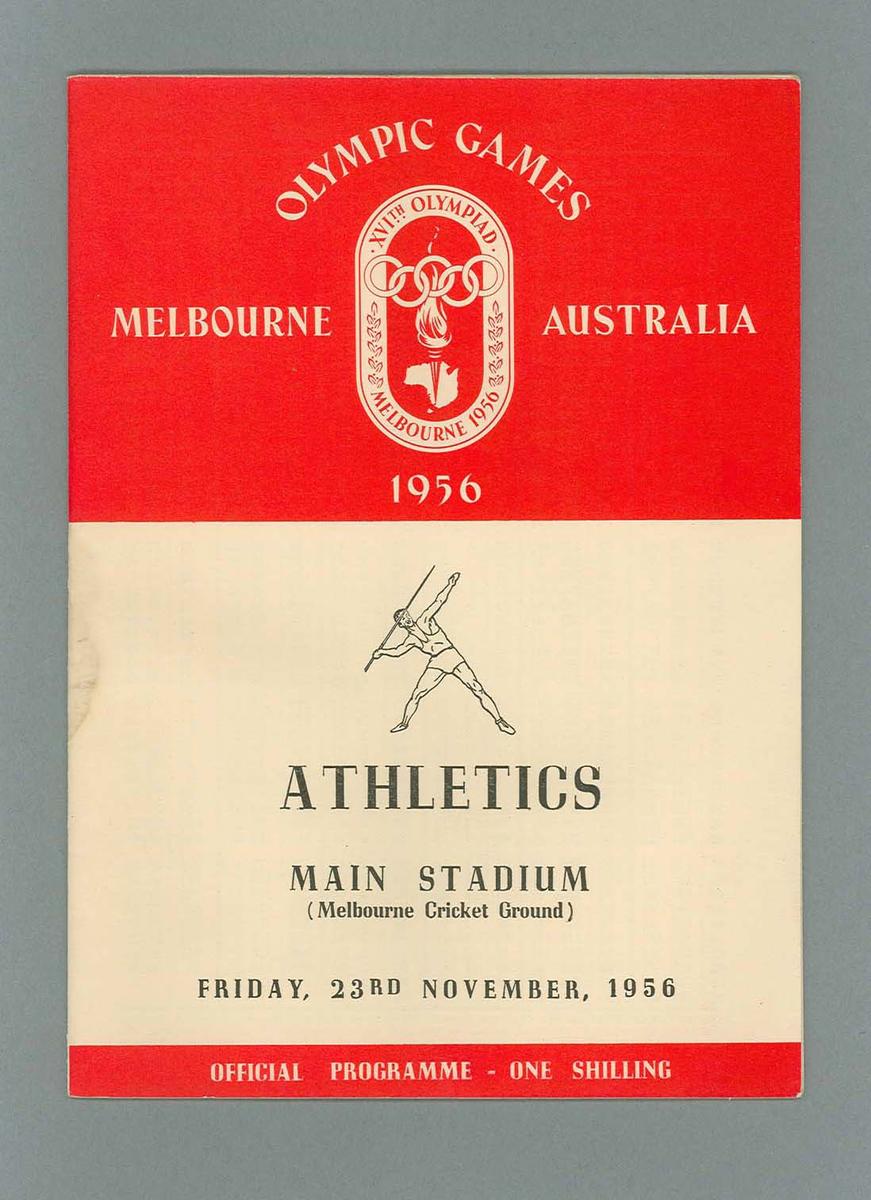 OLYMPIC GAMES
XVITH OLYMPIAD
MELBOURNE AUSTRALIA
MELBOURNE 1956
1956
ATHLETICS
MAIN STADIUM
(Melbourne Cricket Ground)
FRIDAY, 23RD NOVEMBER, 1956
OFFICIAL PROGRAMME - ONE SHILLING